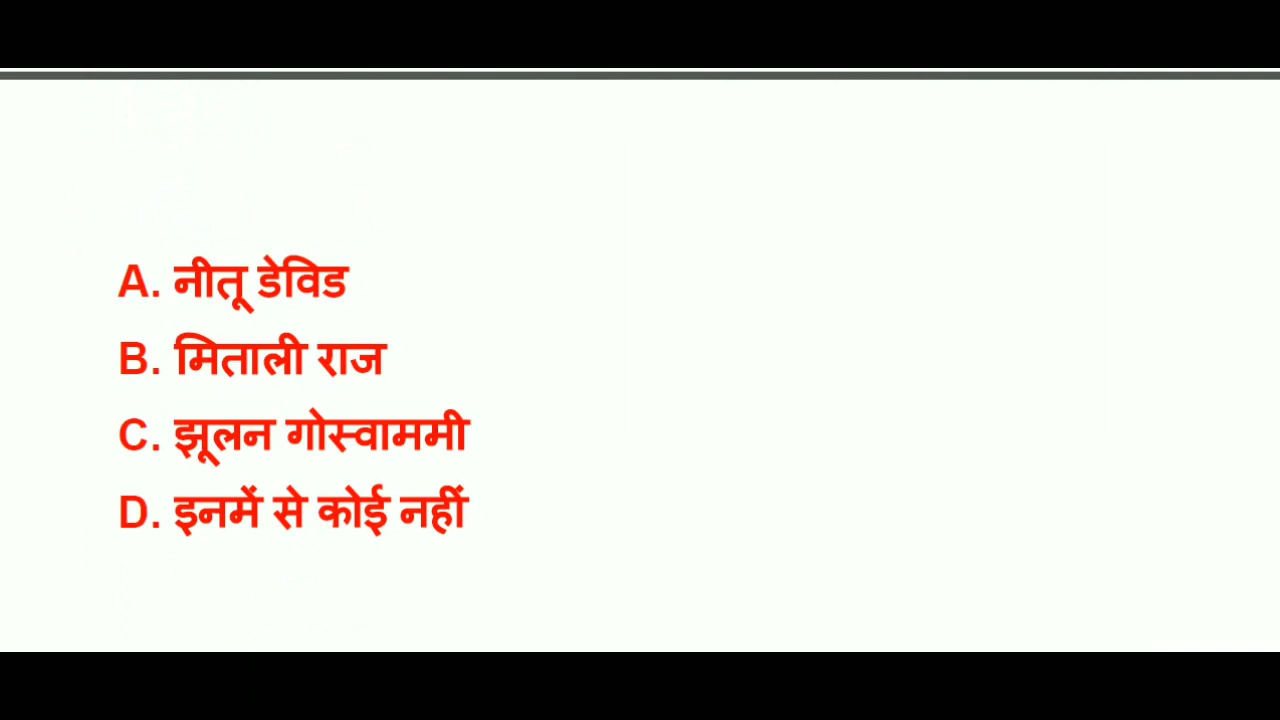 A. नीतू डेविड
B. मिताली राज
C. झूलन गोस्वाममी
D. इनमें से कोई नहीं